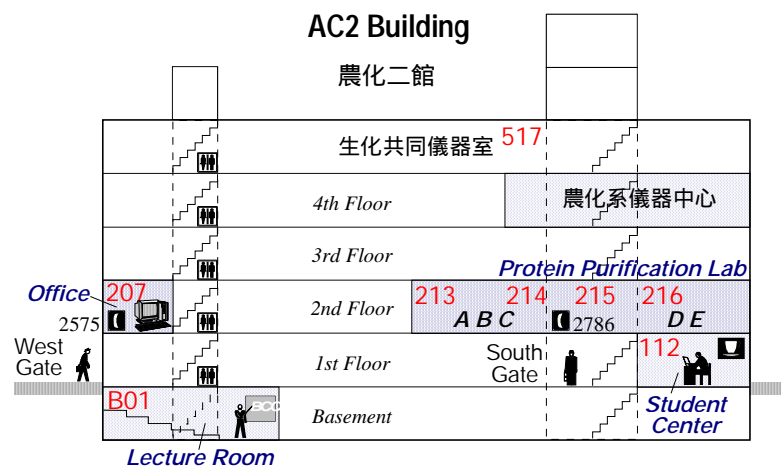 AC2 Building
農化二館
生化共同儀器室 517
4th Floor
農化系儀器中心
3rd Floor
Protein Purification Lab
Office
207
2575
2nd Floor
213
214
215
216
A B C
2786
D E
West
Gate
1st Floor
South
Gate
112
B01
BCC
Basement
Student
Center
Lecture Room